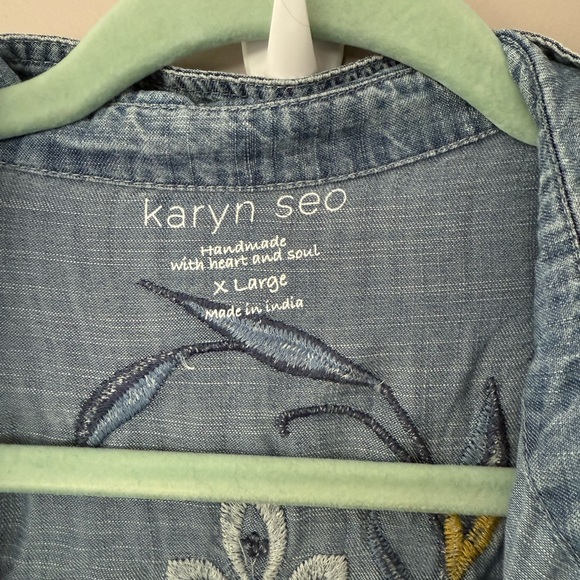 karyn seo
Handmade
with heart and soul
X Large
Made in india